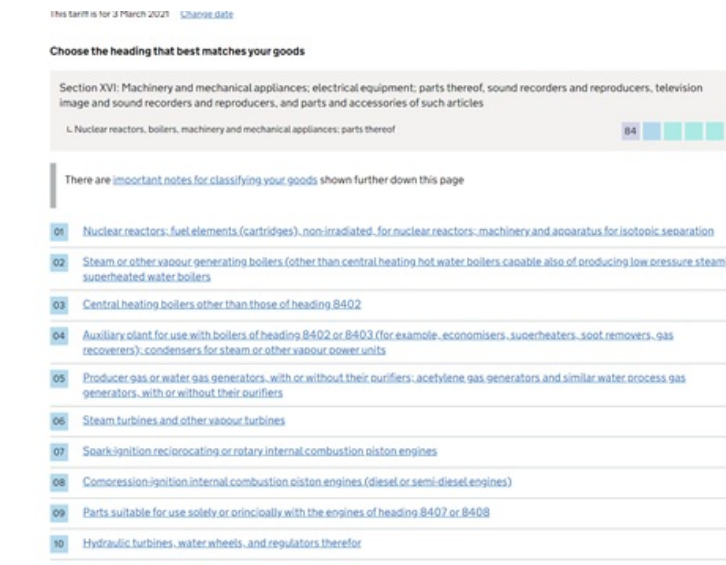 This tariff is for 3 March 2021 Change date
Choose the heading that best matches your goods
Section XVI: Machinery and mechanical appliances; electrical equipment; parts thereof, sound recorders and reproducers, television
image and sound recorders and reproducers, and parts and accessories of such articles
Nuclear reactors, boilers, machinery and mechanical appliances; parts thereof 84
There are important notes for classifying your goods shown further down this page
01 Nuclear reactors; fuel elements (cartridges), non-irradiated, for nuclear reactors; machinery and apparatus for isotopic separation
02 Steam or other vapour generating boilers (other than central heating hot water boilers capable also of producing low pressure steam
superheated water boilers
03 Central heating boilers other than those of heading 8402
04 Auxiliary plant for use with boilers of heading 8402 or 8403 (for example, economisers, superheaters, soot removers, gas
recoverers); condensers for steam or other vapour power units
05 Producer gas or water gas generators, with or without their purifiers; acetylene gas generators and similar water process gas
generators, with or without their purifiers
06 Steam turbines and other vapour turbines
07 Spark-ignition reciprocating or rotary internal combustion piston engines
08 Compression-ignition internal combustion piston engines (diesel or semi-diesel engines)
09 Parts suitable for use solely or principally with the engines of heading 8407 or 8408
10 Hydraulic turbines, water wheels, and regulators therefor